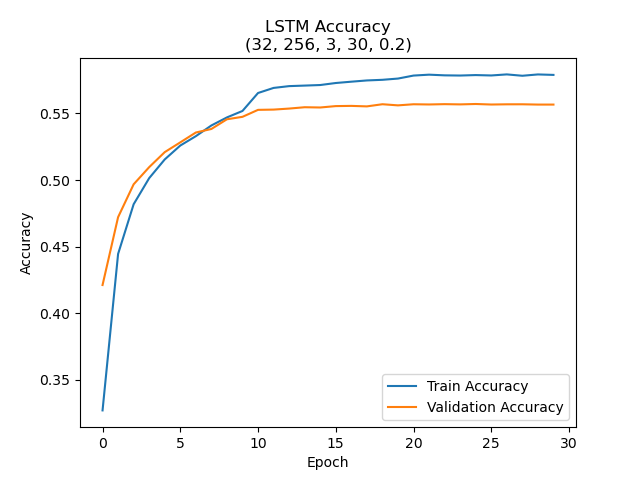 LSTM Accuracy
(32, 256, 3, 30, 0.2)
Accuracy
0.55
0.50
0.45
0.40
0.35
Train Accuracy
Validation Accuracy
0 5 10 15 20 25 30
Epoch